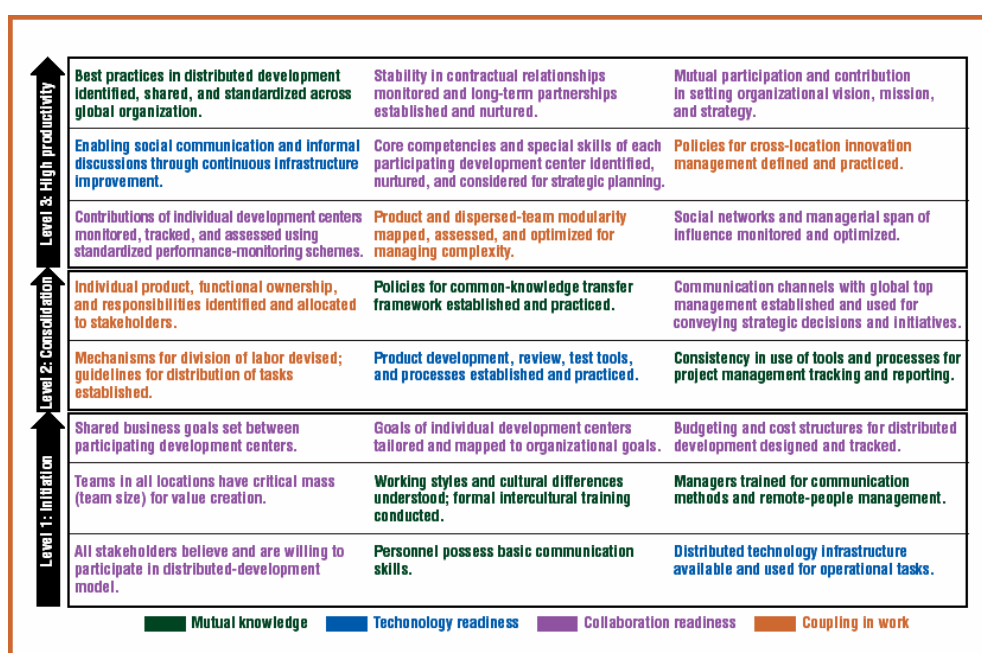 Level 3: High productivity
Best practices in distributed development
identified, shared, and standardized across
global organization.
Stability in contractual relationships
monitored and long-term partnerships
established and nurtured.
Mutual participation and contribution
in setting organizational vision, mission,
and strategy.
Enabling social communication and informal
discussions through continuous infrastructure
improvement.
Core competencies and special skills of each
participating development center identified,
nurtured, and considered for strategic planning.
Policies for cross-location innovation
management defined and practiced.
Contributions of individual development centers
monitored, tracked, and assessed using
standardized performance-monitoring schemes.
Product and dispersed-team modularity
mapped, assessed, and optimized for
managing complexity.
Social networks and managerial span of
influence monitored and optimized.
Level 2: Consolidation
Individual product, functional ownership,
and responsibilities identified and allocated
to stakeholders.
Policies for common-knowledge transfer
framework established and practiced.
Communication channels with global top
management established and used for
conveying strategic decisions and initiatives.
Mechanisms for division of labor devised;
guidelines for distribution of tasks
established.
Product development, review, test tools,
and processes established and practiced.
Consistency in use of tools and processes for
project management tracking and reporting.
Level 1: Initiation
Shared business goals set between
participating development centers.
Goals of individual development centers
tailored and mapped to organizational goals.
Budgeting and cost structures for distributed
development designed and tracked.
Teams in all locations have critical mass
(team size) for value creation.
Working styles and cultural differences
understood; formal intercultural training
conducted.
Managers trained for communication
methods and remote-people management.
All stakeholders believe and are willing to
participate in distributed-development
model.
Personnel possess basic communication
skills.
Distributed technology infrastructure
available and used for operational tasks.
Mutual knowledge
Techonology readiness
Collaboration readiness
Coupling in work